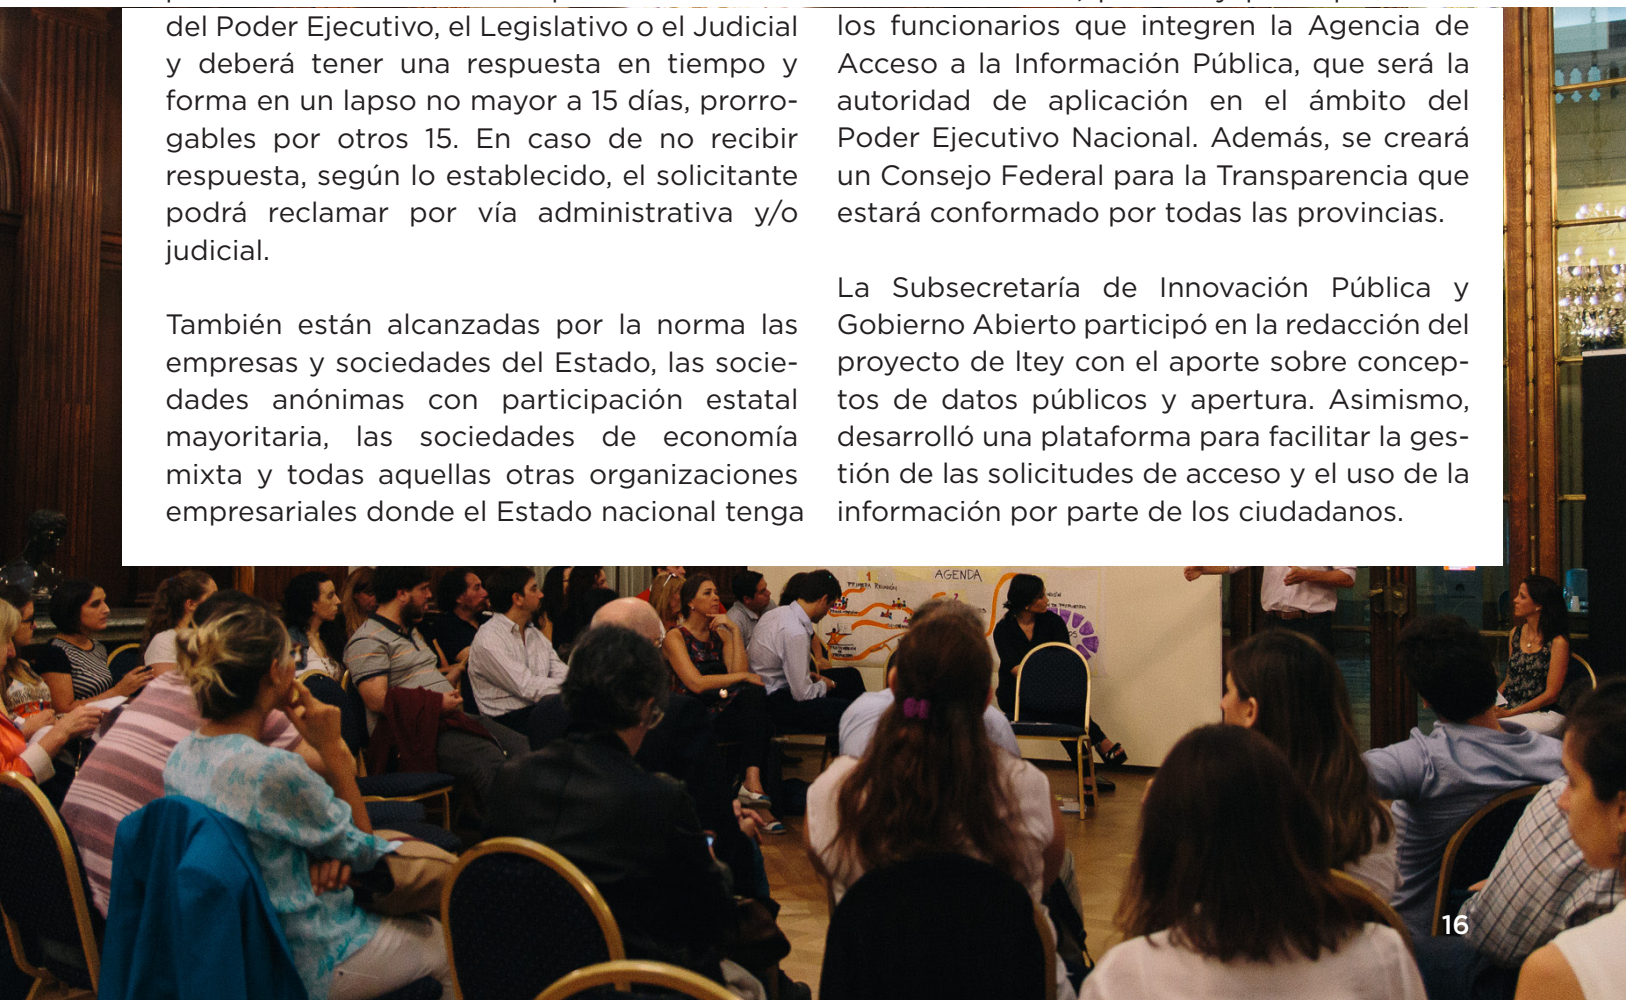 del Poder Ejecutivo, el Legislativo o el Judicial
y deberá tener una respuesta en tiempo y
forma en un lapso no mayor a 15 días, prorro-
gables por otros 15. En caso de no recibir
respuesta, según lo establecido, el solicitante
podrá reclamar por vía administrativa y/o
judicial.
También están alcanzadas por la norma las
empresas y sociedades del Estado, las socie-
dades anónimas con participación estatal
mayoritaria, las sociedades de economía
mixta y todas aquellas otras organizaciones
empresariales donde el Estado nacional tenga
los funcionarios que integren la Agencia de
Acceso a la Información Pública, que será la
autoridad de aplicación en el ámbito del
Poder Ejecutivo Nacional. Además, se creará
un Consejo Federal para la Transparencia que
estará conformado por todas las provincias.
La Subsecretaría de Innovación Pública y
Gobierno Abierto participó en la redacción del
proyecto de ltey con el aporte sobre concep-
tos de datos públicos y apertura. Asimismo,
desarrolló una plataforma para facilitar la ges-
tión de las solicitudes de acceso y el uso de la
información por parte de los ciudadanos.
AGENDA
1
PRIMERA REUNIÓN
2
16